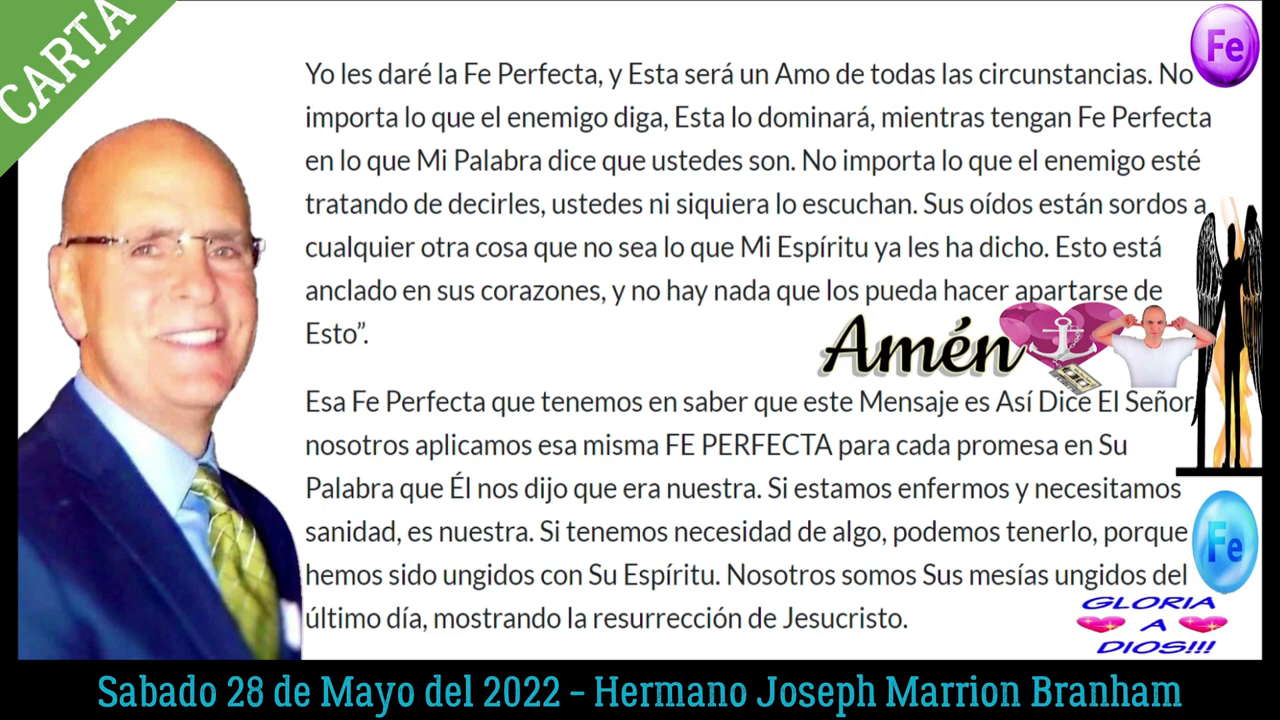 CARTA
Fe
Yo les daré la Fe Perfecta, y Esta será un Amo de todas las circunstancias. No
importa lo que el enemigo diga, Esta lo dominará, mientras tengan Fe Perfecta
en lo que Mi Palabra dice que ustedes son. No importa lo que el enemigo esté
tratando de decirles, ustedes ni siquiera lo escuchan. Sus oídos están sordos a
cualquier otra cosa que no sea lo que Mi Espíritu ya les ha dicho. Esto está
anclado en sus corazones, y no hay nada que los pueda hacer apartarse de
Esto”.
Amén
Esa Fe Perfecta que tenemos en saber que este Mensaje es Así Dice El Señor,
nosotros aplicamos esa misma FE PERFECTA para cada promesa en Su
Palabra que Él nos dijo que era nuestra. Si estamos enfermos y necesitamos
sanidad, es nuestra. Si tenemos necesidad de algo, podemos tenerlo, porque
hemos sido ungidos con Su Espíritu. Nosotros somos Sus mesías ungidos del
último día, mostrando la resurrección de Jesucristo.
Fe
GLORIA
A
DIOS!!!
Sabado 28 de Mayo del 2022 - Hermano Joseph Marrion Branham